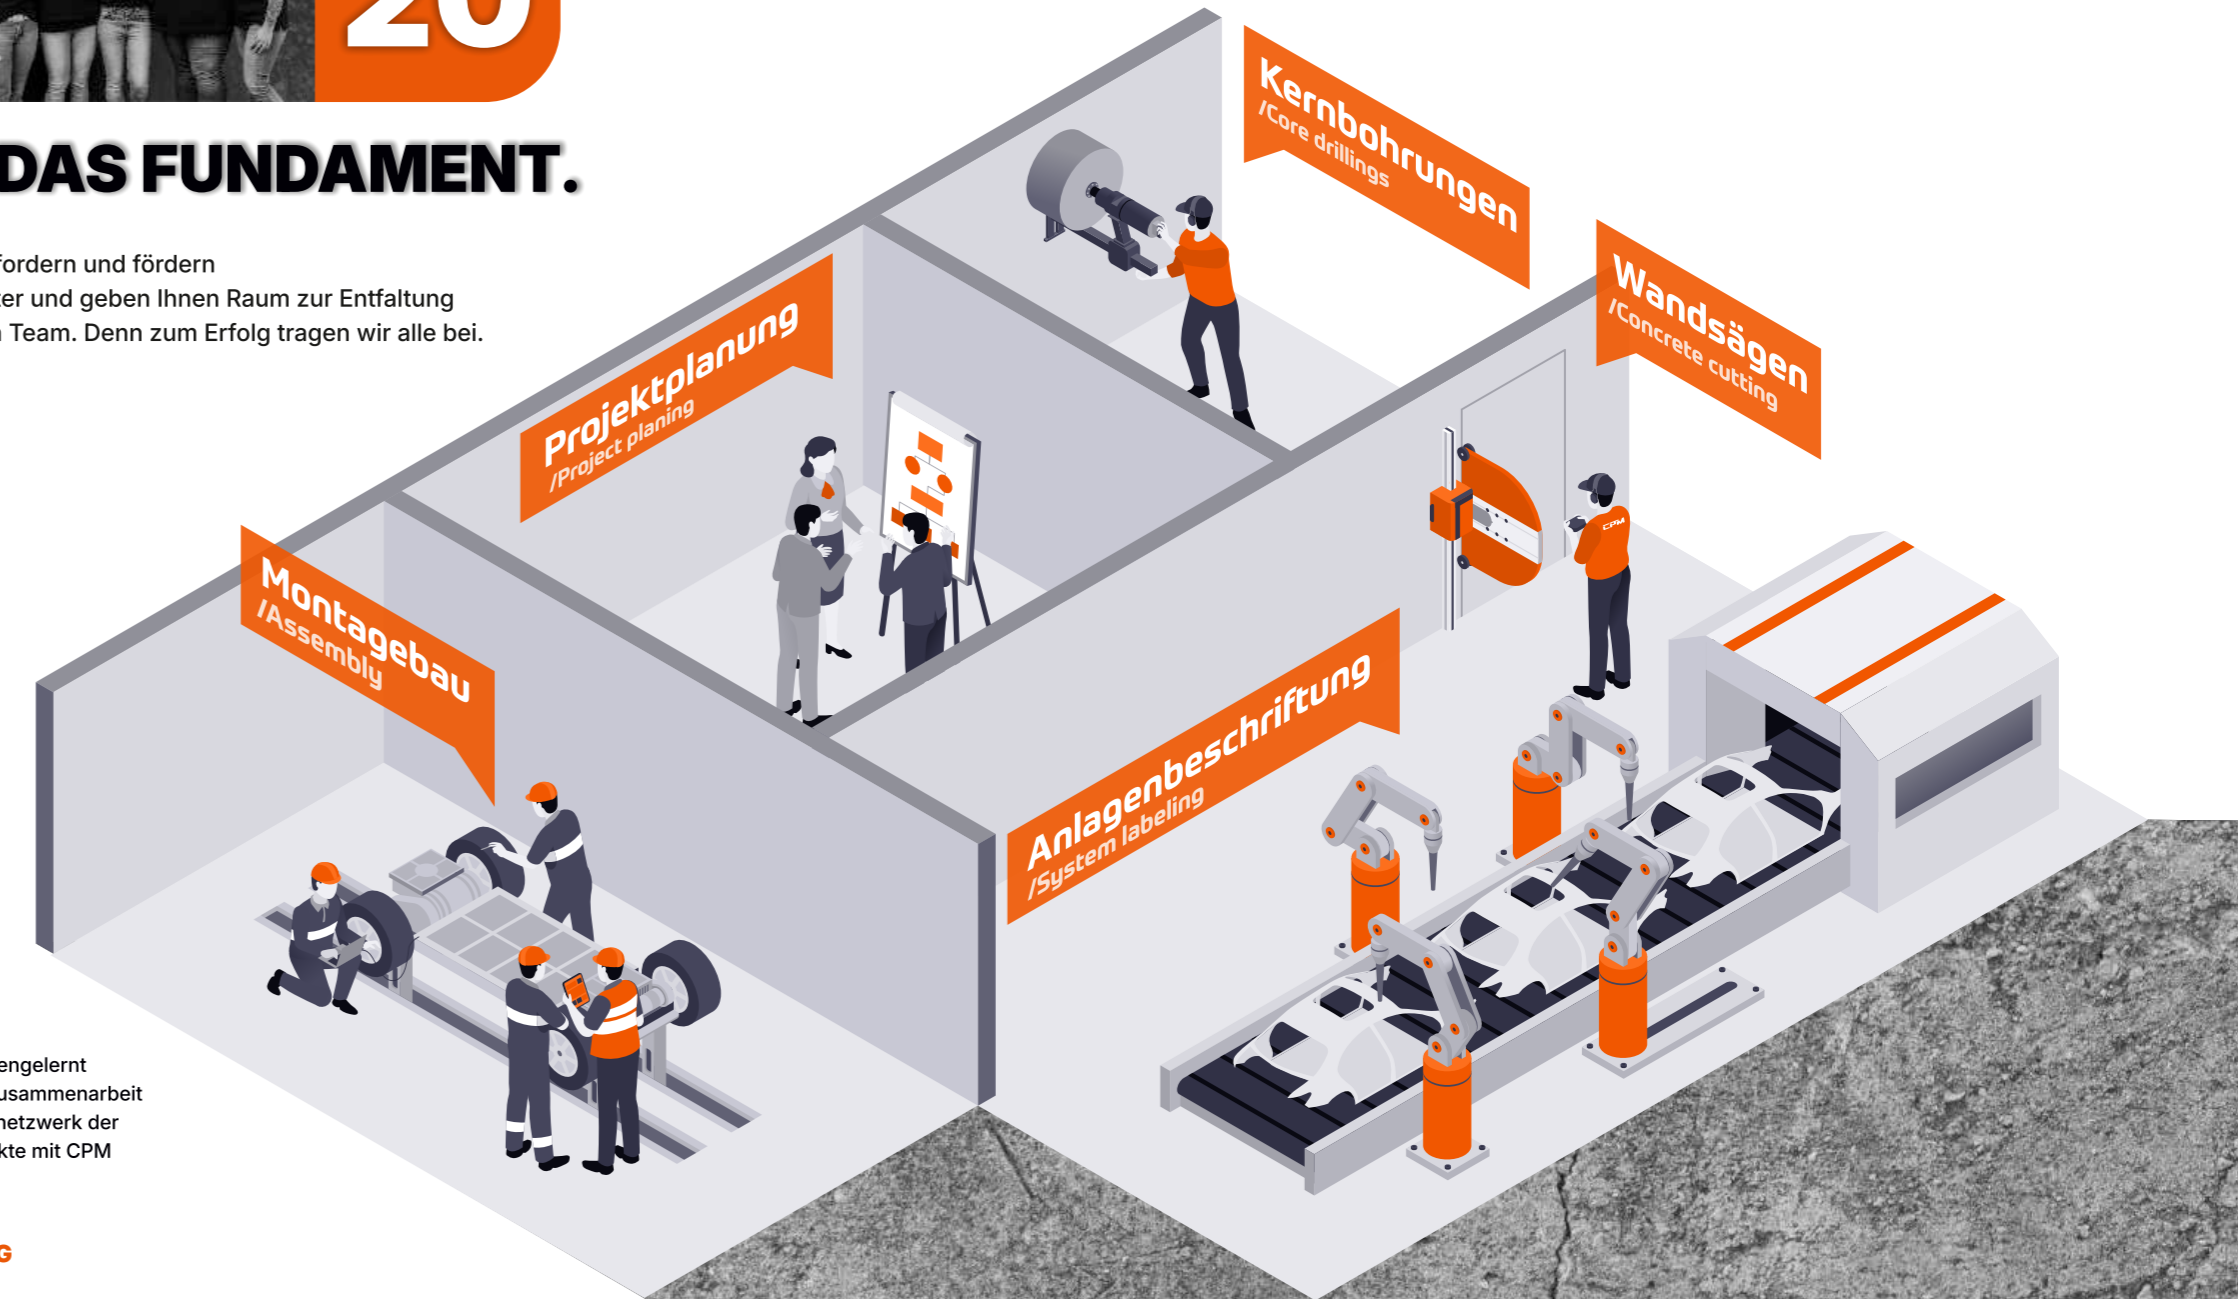 20
DAS FUNDAMENT.
fordern und fördern
ter und geben Ihnen Raum zur Entfaltung
Team. Denn zum Erfolg tragen wir alle bei.
Kernbohrungen
/Core drillings
Wandsägen
/Concrete cutting
Projektplanung
/Project planing
CPM
Montagebau
/Assembly
Anlagenbeschriftung
/System labeling
engelernt
usammenarbeit
netzwerk der
kte mit CPM
G